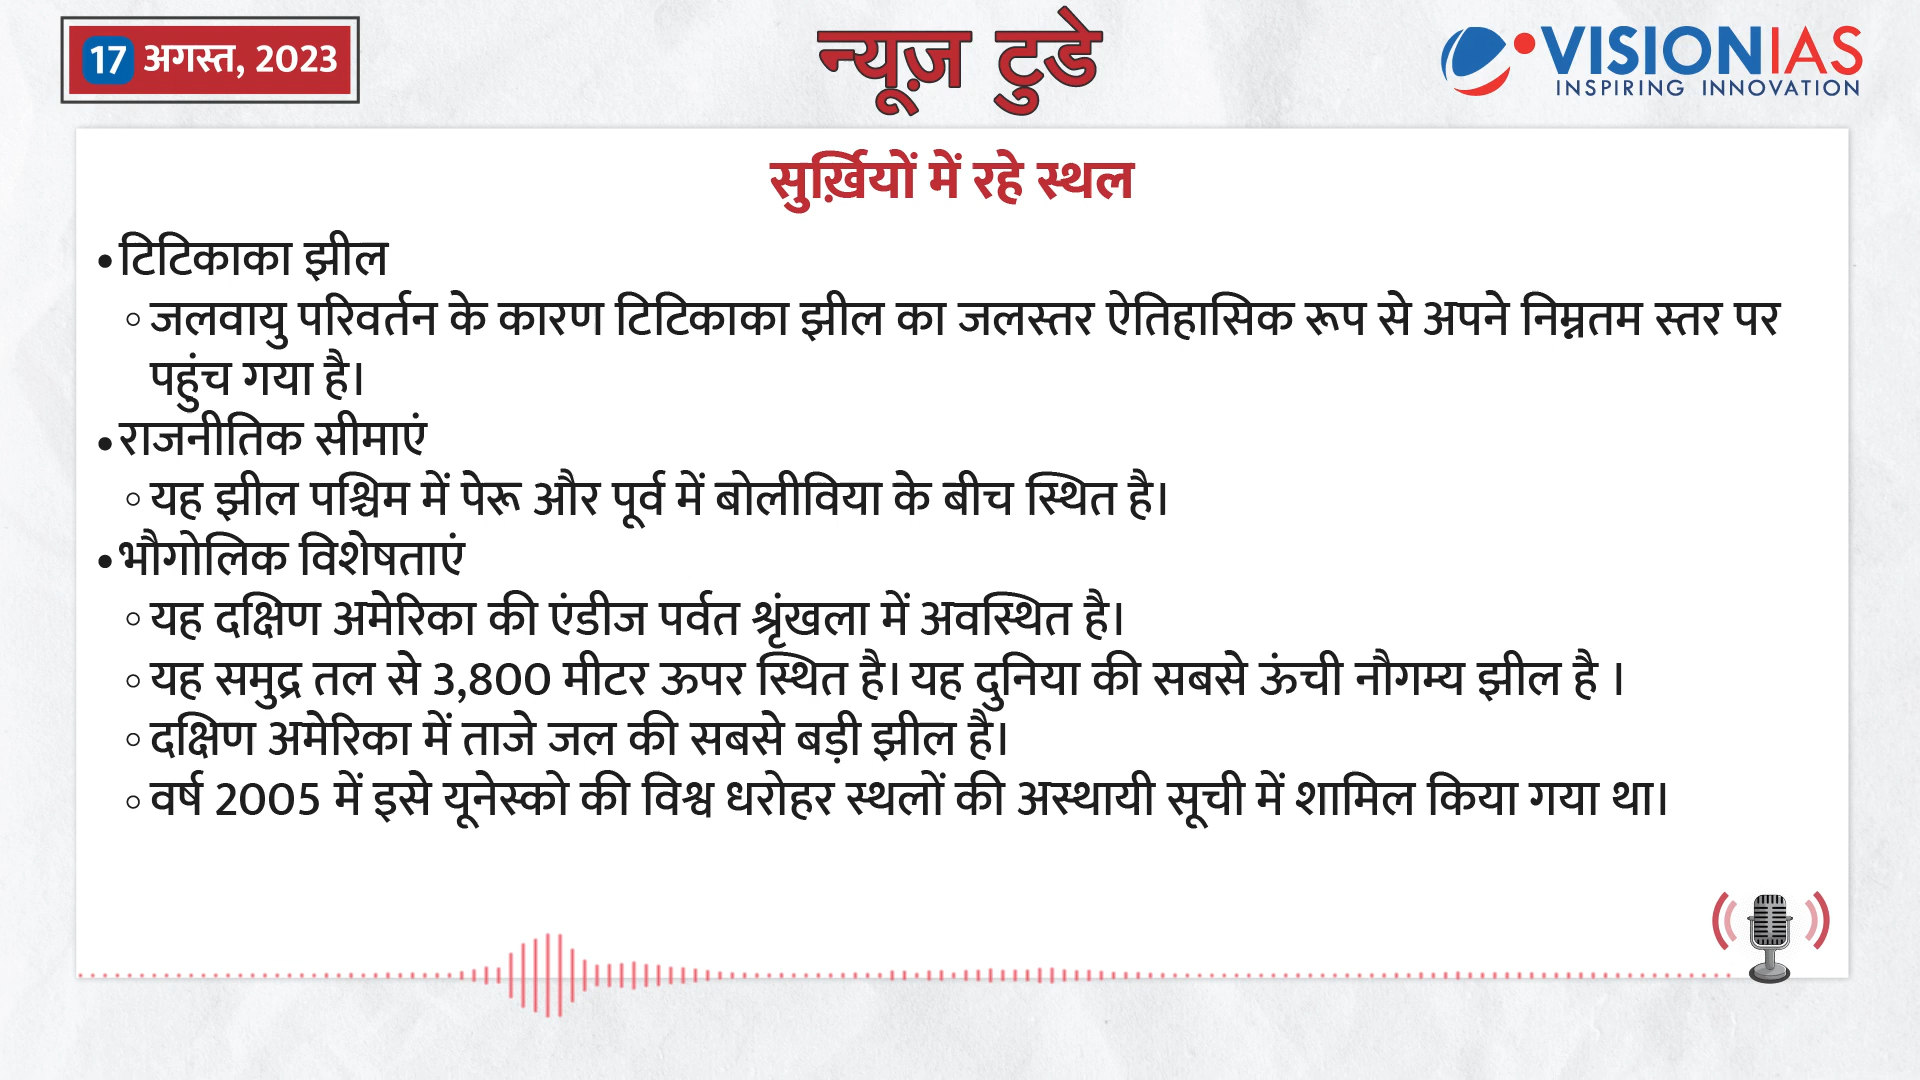 17 अगस्त, 2023
न्यूज़ टुडे
VISIONIAS
INSPIRING INNOVATION
सुर्ख़ियों में रहे स्थल
•टिटिकाका झील
◦ जलवायु परिवर्तन के कारण टिटिकाका झील का जलस्तर ऐतिहासिक रूप से अपने निम्नतम स्तर पर
पहुंच गया है।
•राजनीतिक सीमाएं
◦ यह झील पश्चिम में पेरू और पूर्व में बोलीविया के बीच स्थित है।
•भौगोलिक विशेषताएं
◦ यह दक्षिण अमेरिका की एंडीज पर्वत श्रृंखला में अवस्थित है।
◦ यह समुद्र तल से 3,800 मीटर ऊपर स्थित है। यह दुनिया की सबसे ऊंची नौगम्य झील है ।
◦ दक्षिण अमेरिका में ताजे जल की सबसे बड़ी झील है।
◦ वर्ष 2005 में इसे यूनेस्को की विश्व धरोहर स्थलों की अस्थायी सूची में शामिल किया गया था।